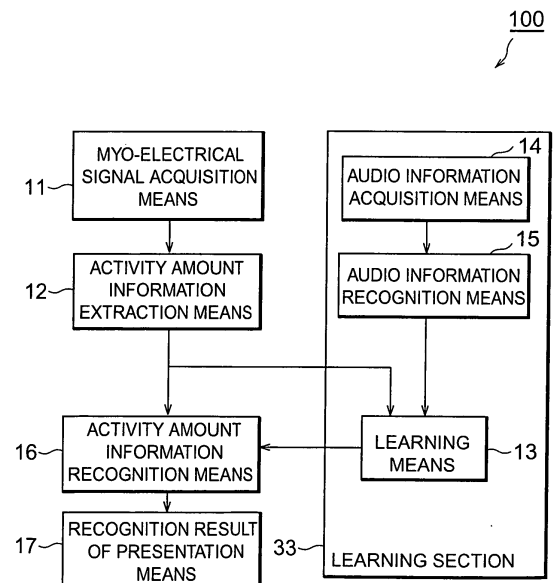 100
MYO-ELECTRICAL
SIGNAL ACQUISITION
MEANS
11
14
AUDIO INFORMATION
ACQUISITION MEANS
15
AUDIO INFORMATION
RECOGNITION MEANS
12
ACTIVITY AMOUNT
INFORMATION
EXTRACTION MEANS
16
ACTIVITY AMOUNT
INFORMATION
RECOGNITION MEANS
LEARNING
MEANS
13
17
RECOGNITION RESULT
OF PRESENTATION
MEANS
33
LEARNING SECTION